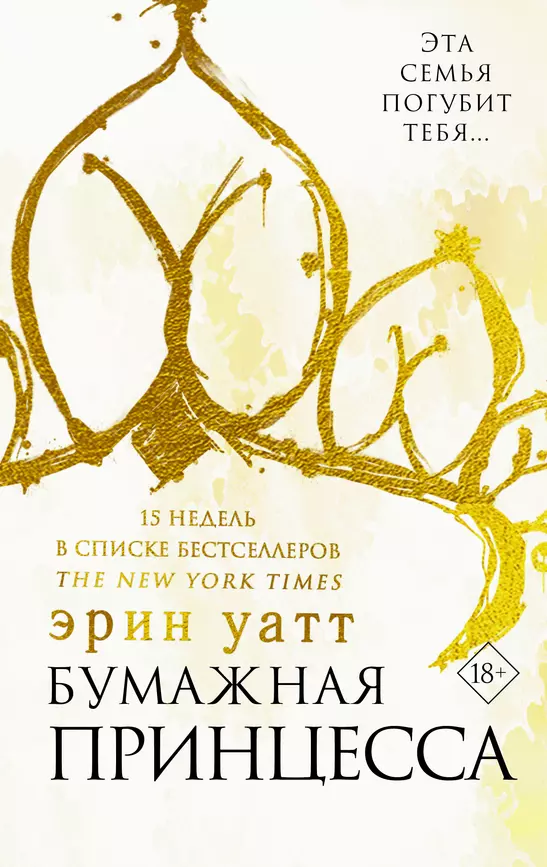 ЭТА
СЕМЬЯ
ПОГУБИТ
ТЕБЯ...
15 НЕДЕЛЬ
В СПИСКЕ БЕСТСЕЛЛЕРОВ
THE NEW YORK TIMES
эрин уатт
БУМАЖНАЯ
18+
ПРИНЦЕССА